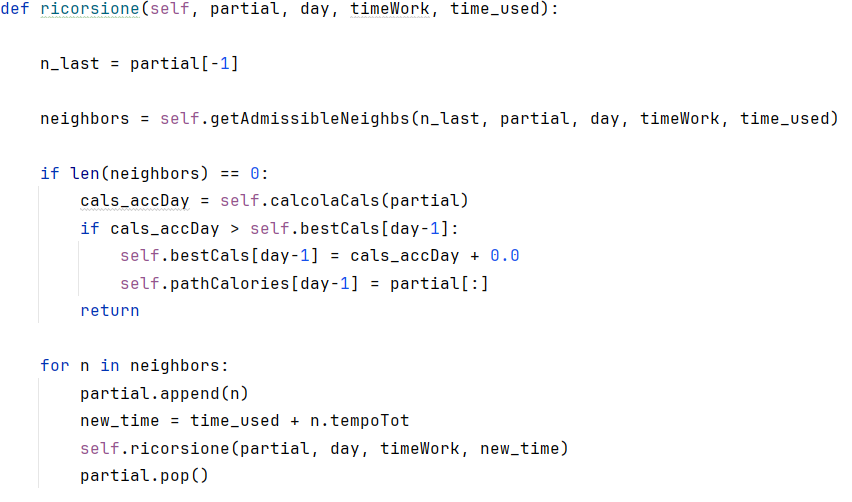 def ricorsione(self, partial, day, timeWork, time_used):
n_last = partial[-1]
neighbors = self.getAdmissibleNeighbs(n_last, partial, day, timeWork, time_used)
if len(neighbors) == 0:
cals_accDay = self.calcolaCals(partial)
if cals_accDay > self.bestCals[day-1]:
self.bestCals[day-1] = cals_accDay + 0.0
self.pathCalories[day-1] = partial[:]
return
for n in neighbors:
partial.append(n)
new_time = time_used + n.tempoTot
self.ricorsione(partial, day, timeWork, new_time)
partial.pop()